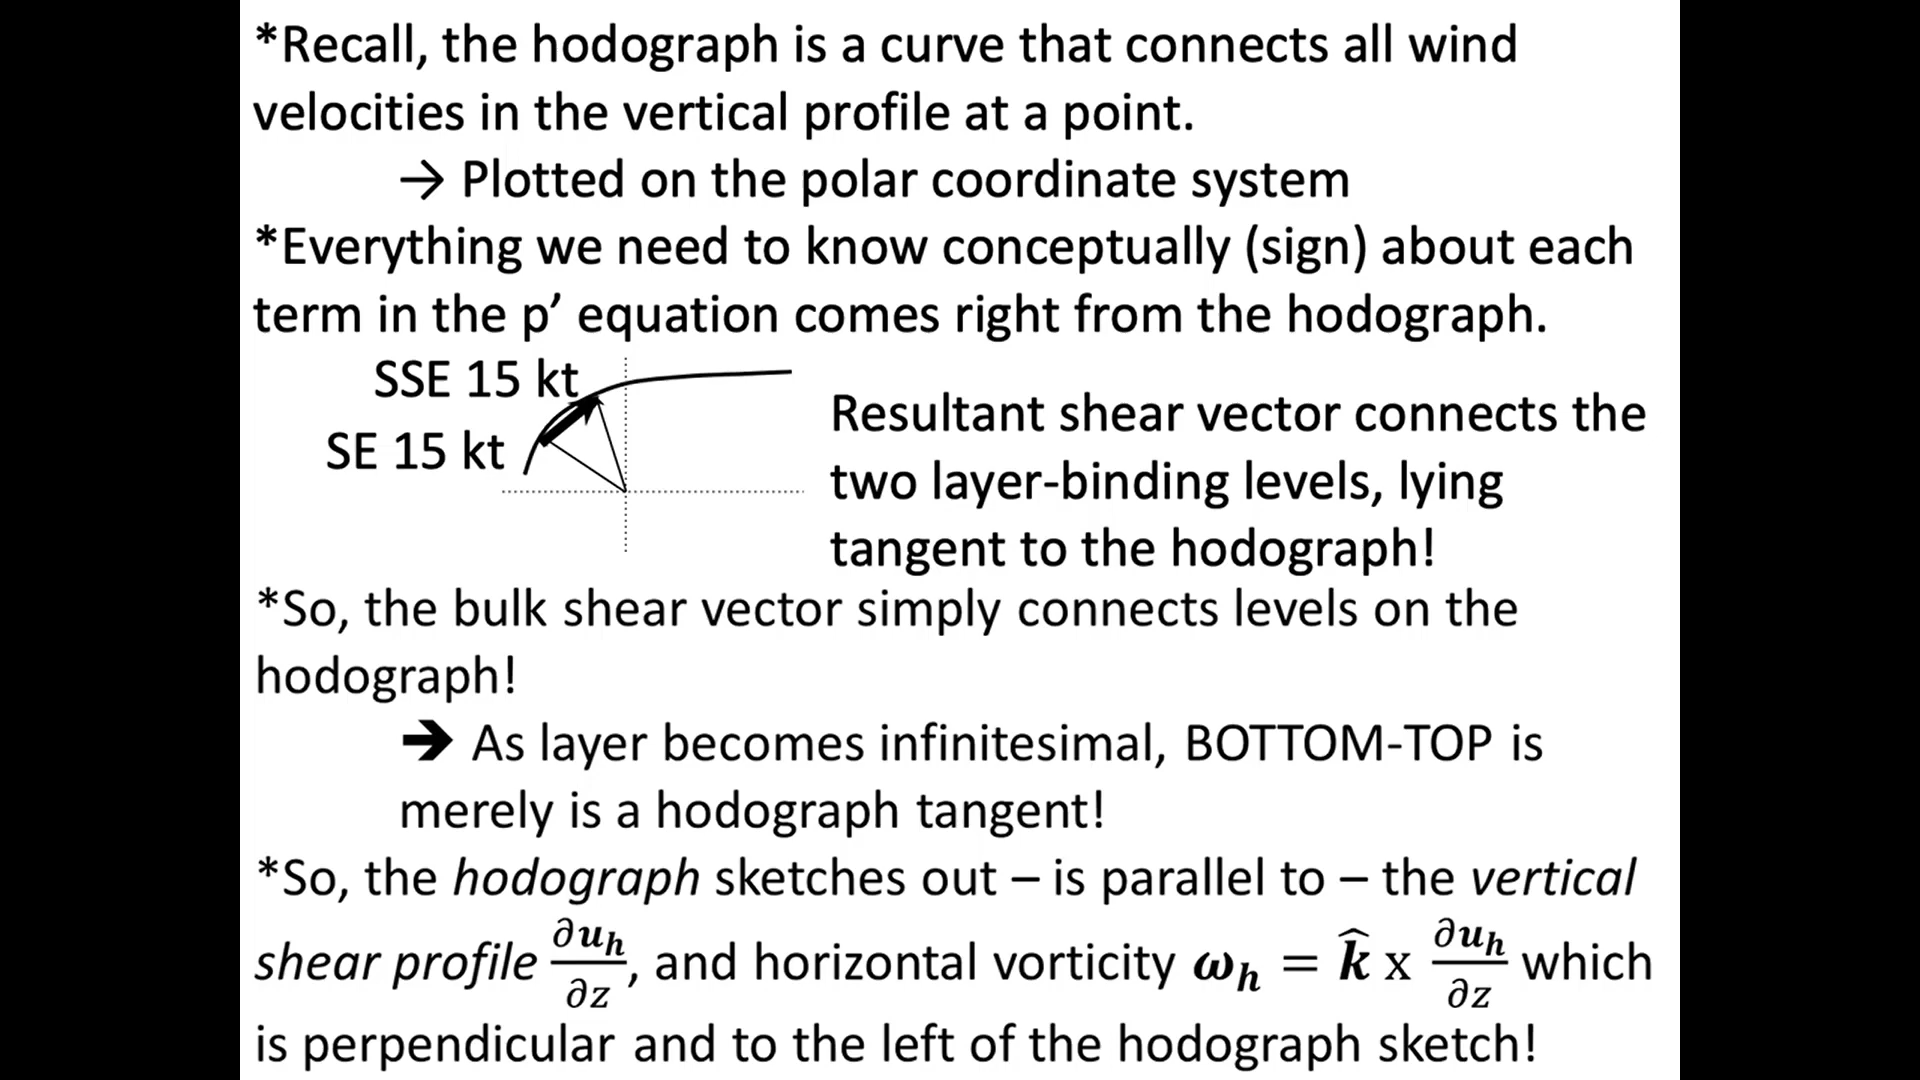 *Recall, the hodograph is a curve that connects all wind
velocities in the vertical profile at a point.
→ Plotted on the polar coordinate system
*Everything we need to know conceptually (sign) about each
term in the p’ equation comes right from the hodograph.
SSE 15 kt
SE 15 kt
Resultant shear vector connects the
two layer-binding levels, lying
tangent to the hodograph!
*So, the bulk shear vector simply connects levels on the
hodograph!
➔ As layer becomes infinitesimal, BOTTOM-TOP is
merely is a hodograph tangent!
*So, the hodograph sketches out – is parallel to – the vertical
shear profile ∂u_h/∂z, and horizontal vorticity ω_h = k̂ x ∂u_h/∂z which
is perpendicular and to the left of the hodograph sketch!